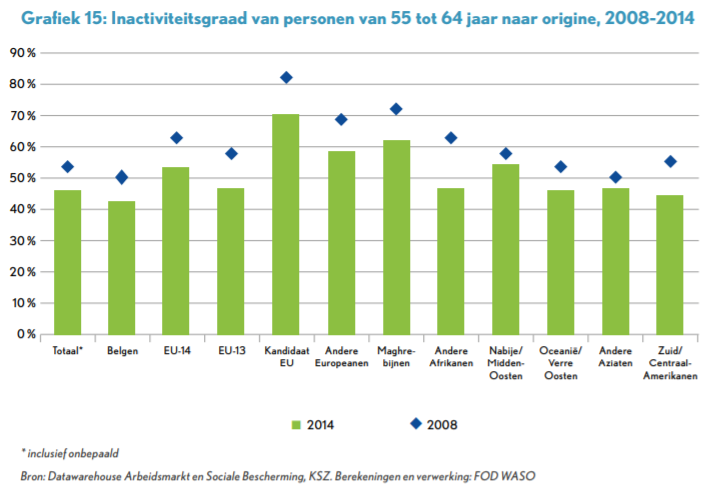 Grafiek 15: Inactiviteitsgraad van personen van 55 tot 64 jaar naar origine, 2008-2014
90%
80%
70%
60%
50%
40%
30%
20%
10%
0%
Totaal*
Belgen
EU-14
EU-13
Kandidaat
EU
Andere
Europeanen
Maghre-
bijnen
Andere
Afrikanen
Nabije/
Midden-
Oosten
Oceanië/
Verre
Oosten
Andere
Aziaten
Zuid/
Centraal-
Amerikanen
2014
2008
* inclusief onbepaald
Bron: Datawarehouse Arbeidsmarkt en Sociale Bescherming, KSZ. Berekeningen en verwerking: FOD WASO